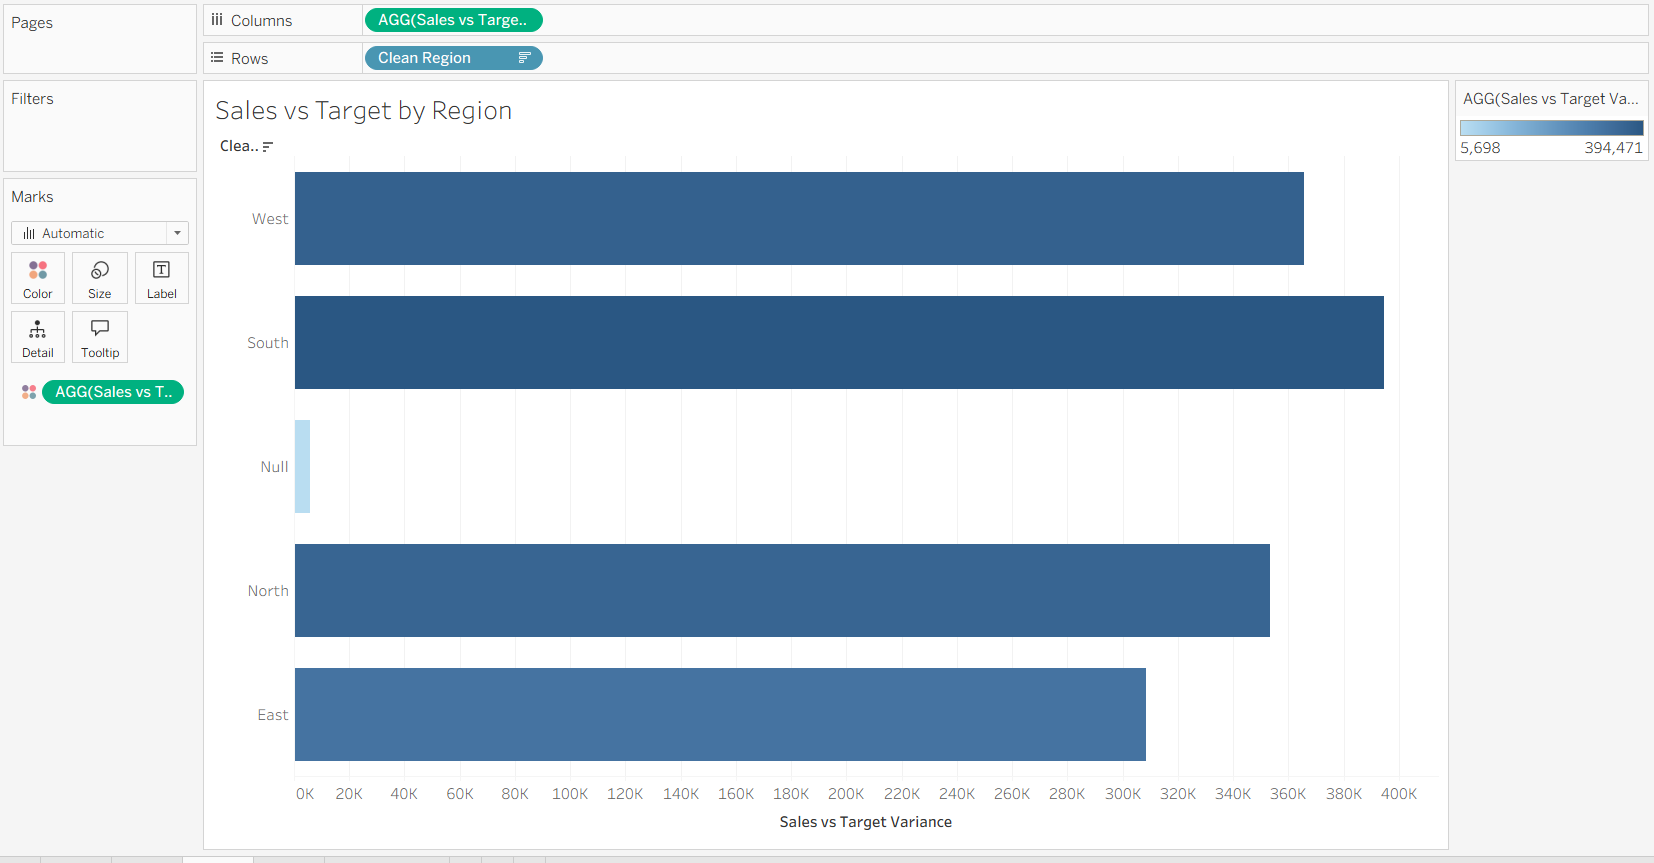 Pages
Columns
AGG(Sales vs Targe..
Rows
Clean Region
Filters
Marks
Automatic
Color
Size
Label
Detail
Tooltip
AGG(Sales vs T..
Sales vs Target by Region
Clea..
West
South
Null
North
East
0K 20K 40K 60K 80K 100K 120K 140K 160K 180K 200K 220K 240K 260K 280K 300K 320K 340K 360K 380K 400K
Sales vs Target Variance
AGG(Sales vs Target Va...
5,698 394,471